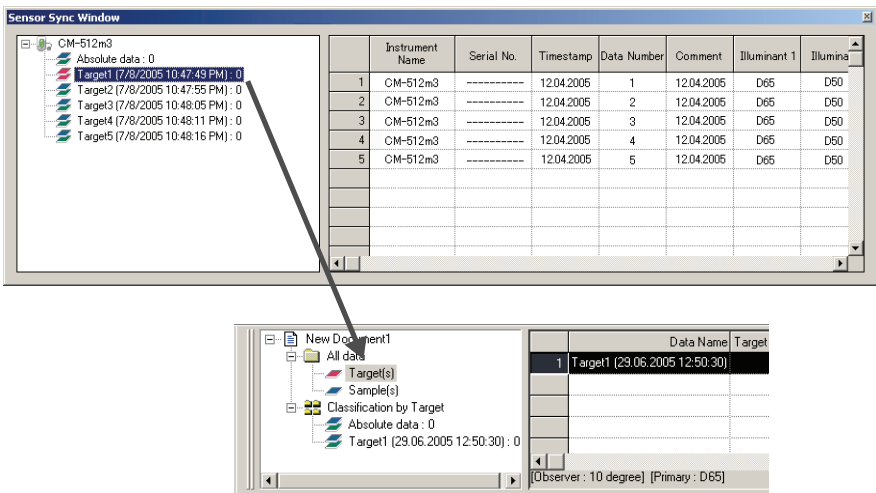 Sensor Sync Window
CM-512m3
Absolute data : 0
Target1 (7/8/2005 10:47:49 PM) : 0
Target2 (7/8/2005 10:47:55 PM) : 0
Target3 (7/8/2005 10:48:05 PM) : 0
Target4 (7/8/2005 10:48:11 PM) : 0
Target5 (7/8/2005 10:48:16 PM) : 0
Instrument Name Serial No. Timestamp Data Number Comment Illuminant 1 Illumina
1 CM-512m3 ---------- 12.04.2005 1 12.04.2005 D65 D50
2 CM-512m3 ---------- 12.04.2005 2 12.04.2005 D65 D50
3 CM-512m3 ---------- 12.04.2005 3 12.04.2005 D65 D50
4 CM-512m3 ---------- 12.04.2005 4 12.04.2005 D65 D50
5 CM-512m3 ---------- 12.04.2005 5 12.04.2005 D65 D50
New Document1
All data
Target(s)
Sample(s)
Classification by Target
Absolute data : 0
Target1 (29.06.2005 12:50:30) : 0
Data Name Target
1 Target1 (29.06.2005 12:50:30)
[Observer : 10 degree] [Primary : D65]